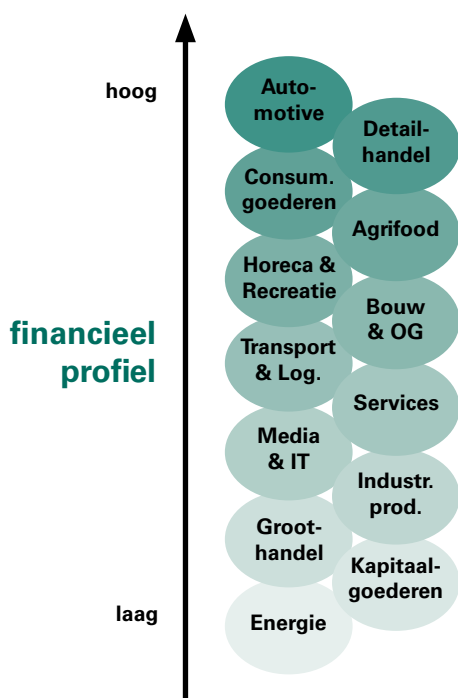 hoog
financieel
profiel
laag
Auto-
motive
Detail-
handel
Consum.
goederen
Agrifood
Horeca &
Recreatie
Bouw
& OG
Transport
& Log.
Services
Media
& IT
Industr.
prod.
Groot-
handel
Kapitaal-
goederen
Energie